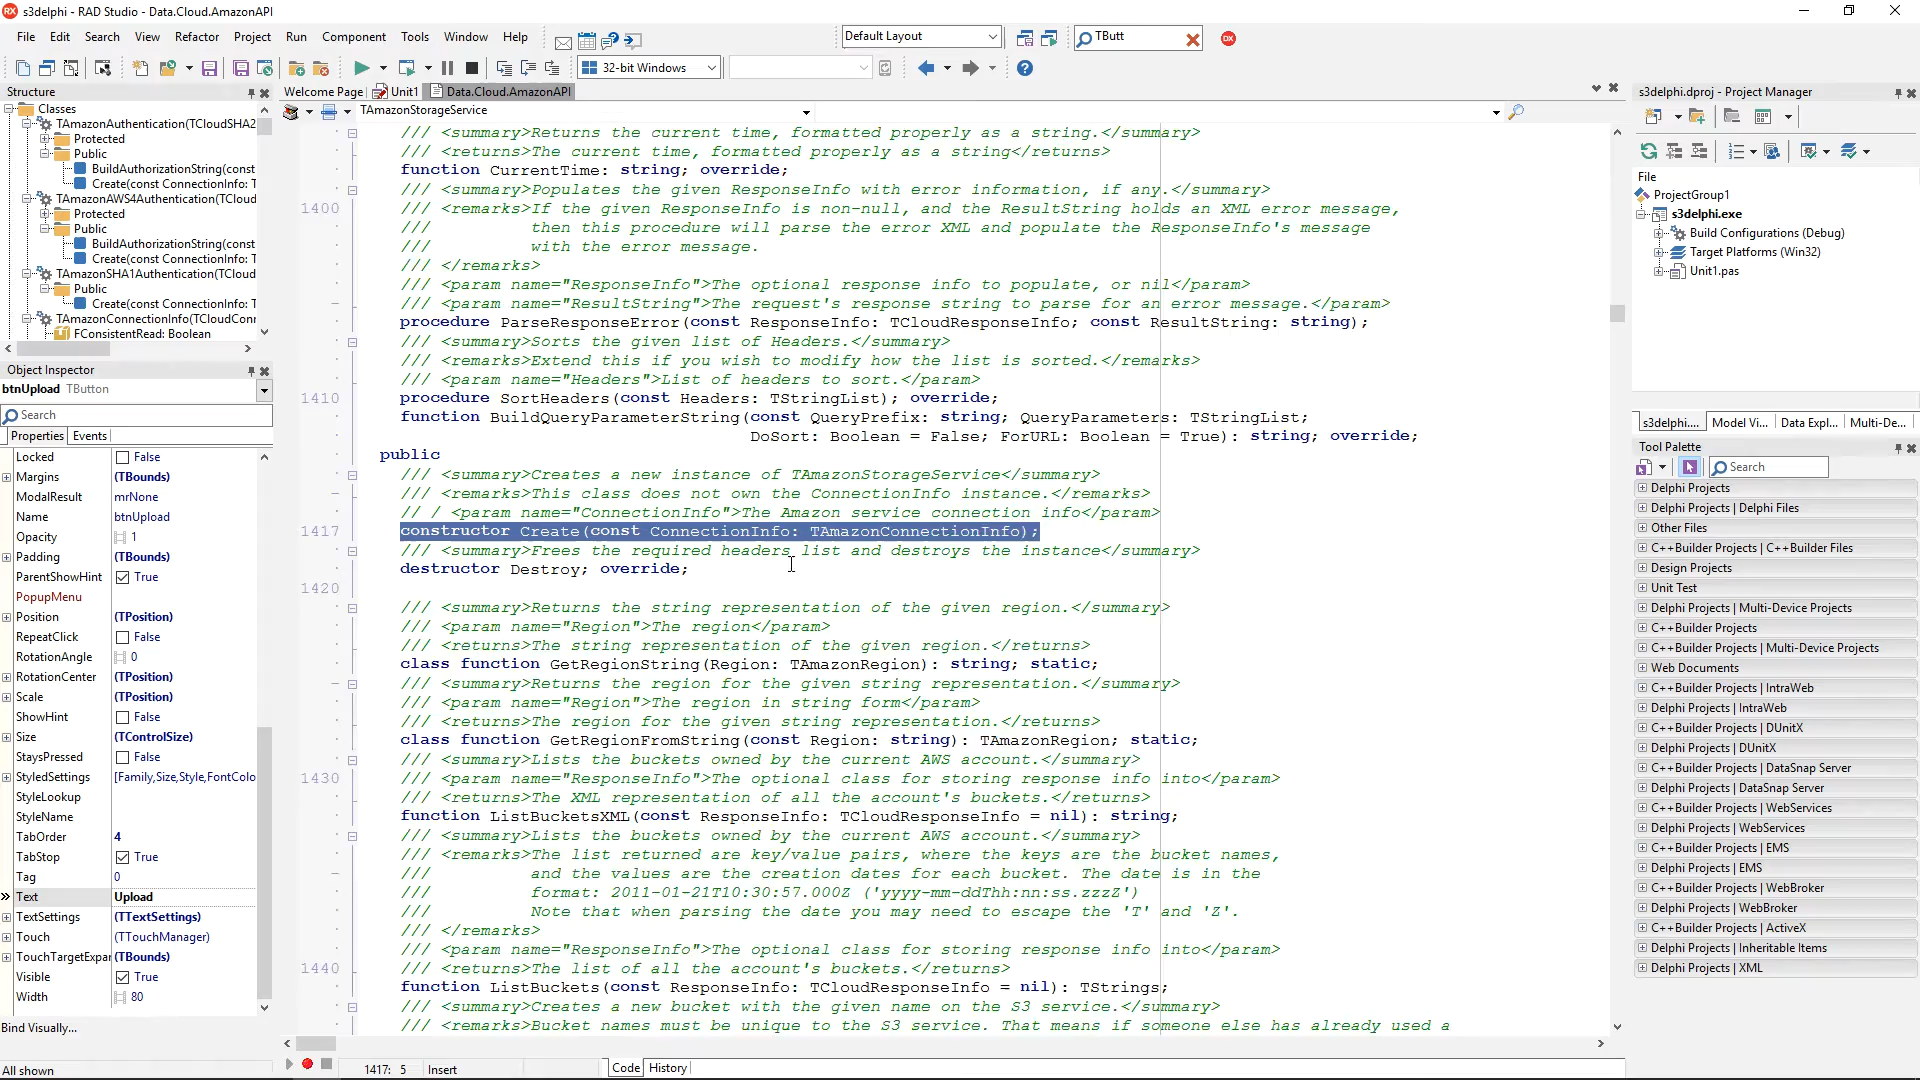 s3delphi - RAD Studio - Data.Cloud.AmazonAPI
File Edit Search View Refactor Project Run Component Tools Window Help
Default Layout
TButt
32-bit Windows
Structure
Classes
TAmazonAuthentication(TCloudSHA2
Protected
Public
BuildAuthorizationString(const
Create(const ConnectionInfo: T
TAmazonAWS4Authentication(TCloud
Protected
Public
BuildAuthorizationString(const
Create(const ConnectionInfo: T
TAmazonSHA1Authentication(TCloud
Public
Create(const ConnectionInfo: T
TAmazonConnectionInfo(TCloudConn
FConsistentRead: Boolean
Object Inspector
btnUpload TButton
Search
Properties Events
Locked False
Margins (TBounds)
ModalResult mrNone
Name btnUpload
Opacity 1
Padding (TBounds)
ParentShowHint True
PopupMenu
Position (TPosition)
RepeatClick False
RotationAngle 0
RotationCenter (TPosition)
Scale (TPosition)
ShowHint False
Size (TControlSize)
StaysPressed False
StyledSettings [Family,Size,Style,FontColo
StyleLookup
StyleName
TabOrder 4
TabStop True
Tag 0
Text Upload
TextSettings (TTextSettings)
Touch (TTouchManager)
TouchTargetExpar (TBounds)
Visible True
Width 80
Bind Visually...
All shown
Welcome Page Unit1 Data.Cloud.AmazonAPI
TAmazonStorageService
/// <summary>Returns the current time, formatted properly as a string.</summary>
/// <returns>The current time, formatted properly as a string</returns>
function CurrentTime: string; override;
/// <summary>Populates the given ResponseInfo with error information, if any.</summary>
1400 /// <remarks>If the given ResponseInfo is non-null, and the ResultString holds an XML error message,
/// then this procedure will parse the error XML and populate the ResponseInfo's message
/// with the error message.
/// </remarks>
/// <param name="ResponseInfo">The optional response info to populate, or nil</param>
/// <param name="ResultString">The request's response string to parse for an error message.</param>
procedure ParseResponseError(const ResponseInfo: TCloudResponseInfo; const ResultString: string);
/// <summary>Sorts the given list of Headers.</summary>
/// <remarks>Extend this if you wish to modify how the list is sorted.</remarks>
/// <param name="Headers">List of headers to sort.</param>
1410 procedure SortHeaders(const Headers: TStringList); override;
function BuildQueryParameterString(const QueryPrefix: string; QueryParameters: TStringList;
DoSort: Boolean = False; ForURL: Boolean = True): string; override;
public
/// <summary>Creates a new instance of TAmazonStorageService</summary>
/// <remarks>This class does not own the ConnectionInfo instance.</remarks>
// / <param name="ConnectionInfo">The Amazon service connection info</param>
1417 constructor Create(const ConnectionInfo: TAmazonConnectionInfo);
/// <summary>Frees the required headers list and destroys the instance</summary>
destructor Destroy; override;
1420
/// <summary>Returns the string representation of the given region.</summary>
/// <param name="Region">The region</param>
/// <returns>The string representation of the given region.</returns>
class function GetRegionString(Region: TAmazonRegion): string; static;
/// <summary>Returns the region for the given string representation.</summary>
/// <param name="Region">The region in string form</param>
/// <returns>The region for the given string representation.</returns>
class function GetRegionFromString(const Region: string): TAmazonRegion; static;
/// <summary>Lists the buckets owned by the current AWS account.</summary>
1430 /// <param name="ResponseInfo">The optional class for storing response info into</param>
/// <returns>The XML representation of all the account's buckets.</returns>
function ListBucketsXML(const ResponseInfo: TCloudResponseInfo = nil): string;
/// <summary>Lists the buckets owned by the current AWS account.</summary>
/// <remarks>The list returned are key/value pairs, where the keys are the bucket names,
/// and the values are the creation dates for each bucket. The date is in the
/// format: 2011-01-21T10:30:57.000Z ('yyyy-mm-ddThh:nn:ss.zzzZ')
/// Note that when parsing the date you may need to escape the 'T' and 'Z'.
/// </remarks>
/// <param name="ResponseInfo">The optional class for storing response info into</param>
1440 /// <returns>The list of all the account's buckets.</returns>
function ListBuckets(const ResponseInfo: TCloudResponseInfo = nil): TStrings;
/// <summary>Creates a new bucket with the given name on the S3 service.</summary>
/// <remarks>Bucket names must be unique to the S3 service. That means if someone else has already used a
1417: 5 Insert Code History
s3delphi.dproj - Project Manager
File
ProjectGroup1
s3delphi.exe
Build Configurations (Debug)
Target Platforms (Win32)
Unit1.pas
s3delphi.... Model Vi... Data Expl... Multi-De...
Tool Palette
Search
Delphi Projects
Delphi Projects | Delphi Files
Other Files
C++Builder Projects | C++Builder Files
Design Projects
Unit Test
Delphi Projects | Multi-Device Projects
C++Builder Projects
C++Builder Projects | Multi-Device Projects
Web Documents
C++Builder Projects | IntraWeb
Delphi Projects | IntraWeb
C++Builder Projects | DUnitX
Delphi Projects | DUnitX
C++Builder Projects | DataSnap Server
Delphi Projects | DataSnap Server
C++Builder Projects | WebServices
Delphi Projects | WebServices
C++Builder Projects | EMS
Delphi Projects | EMS
C++Builder Projects | WebBroker
Delphi Projects | WebBroker
C++Builder Projects | ActiveX
Delphi Projects | ActiveX
Delphi Projects | Inheritable Items
Delphi Projects | XML